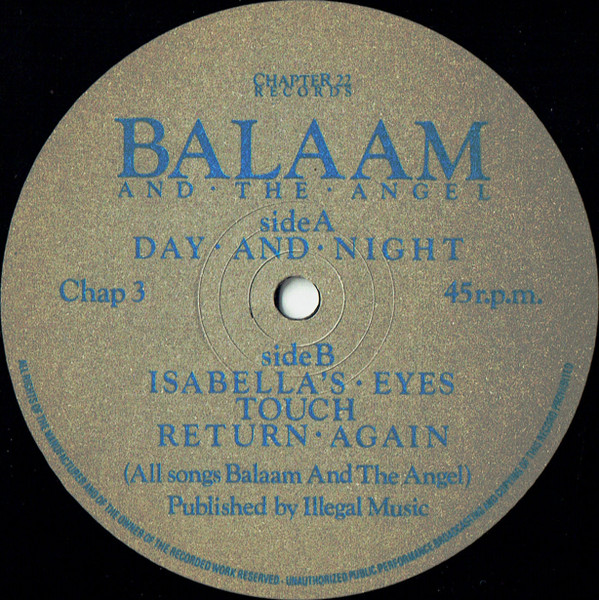 CHAPTER 22
RECORDS
BALAAM
AND · THE · ANGEL
side A
DAY · AND · NIGHT
Chap 3
45 r.p.m.
side B
ISABELLA'S · EYES
TOUCH
RETURN · AGAIN
(All songs Balaam And The Angel)
Published by Illegal Music
ALL RIGHTS OF THE MANUFACTURERS AND OF THE OWNER OF THE RECORDED WORK RESERVED · UNAUTHORIZED PUBLIC PERFORMANCE BROADCASTING AND COPYING OF THIS RECORD PROHIBITED